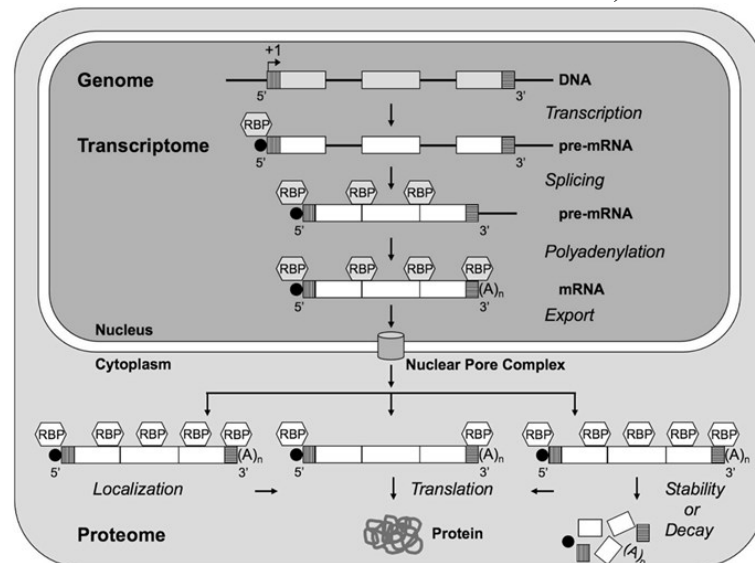 +1
Genome
DNA
5'
3'
Transcription
RBP
Transcriptome
pre-mRNA
5'
3'
Splicing
RBP RBP RBP
pre-mRNA
5'
3'
Polyadenylation
RBP RBP RBP RBP
(A)n
mRNA
5'
3'
Export
Nucleus
Cytoplasm
Nuclear Pore Complex
RBP RBP RBP RBP RBP
(A)n
5'
3'
RBP RBP
(A)n
5'
3'
RBP RBP RBP RBP RBP
(A)n
5'
3'
Localization
Translation
Stability
or
Decay
Proteome
Protein
(A)n